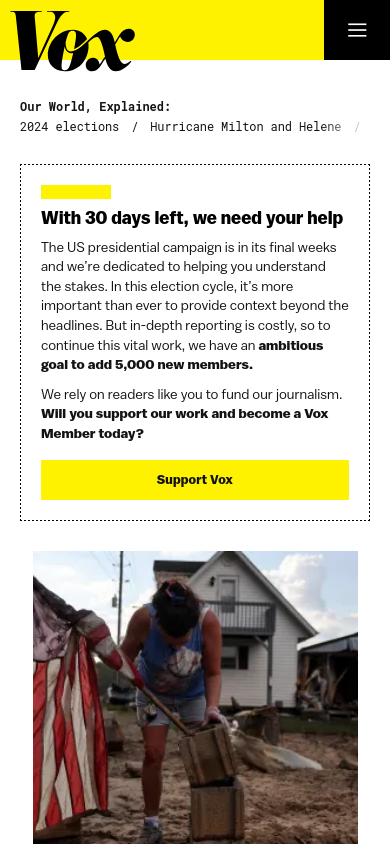 Vox
Our World, Explained:
2024 elections / Hurricane Milton and Helene /
With 30 days left, we need your help
The US presidential campaign is in its final weeks
and we’re dedicated to helping you understand
the stakes. In this election cycle, it’s more
important than ever to provide context beyond the
headlines. But in-depth reporting is costly, so to
continue this vital work, we have an ambitious
goal to add 5,000 new members.
We rely on readers like you to fund our journalism.
Will you support our work and become a Vox
Member today?
Support Vox